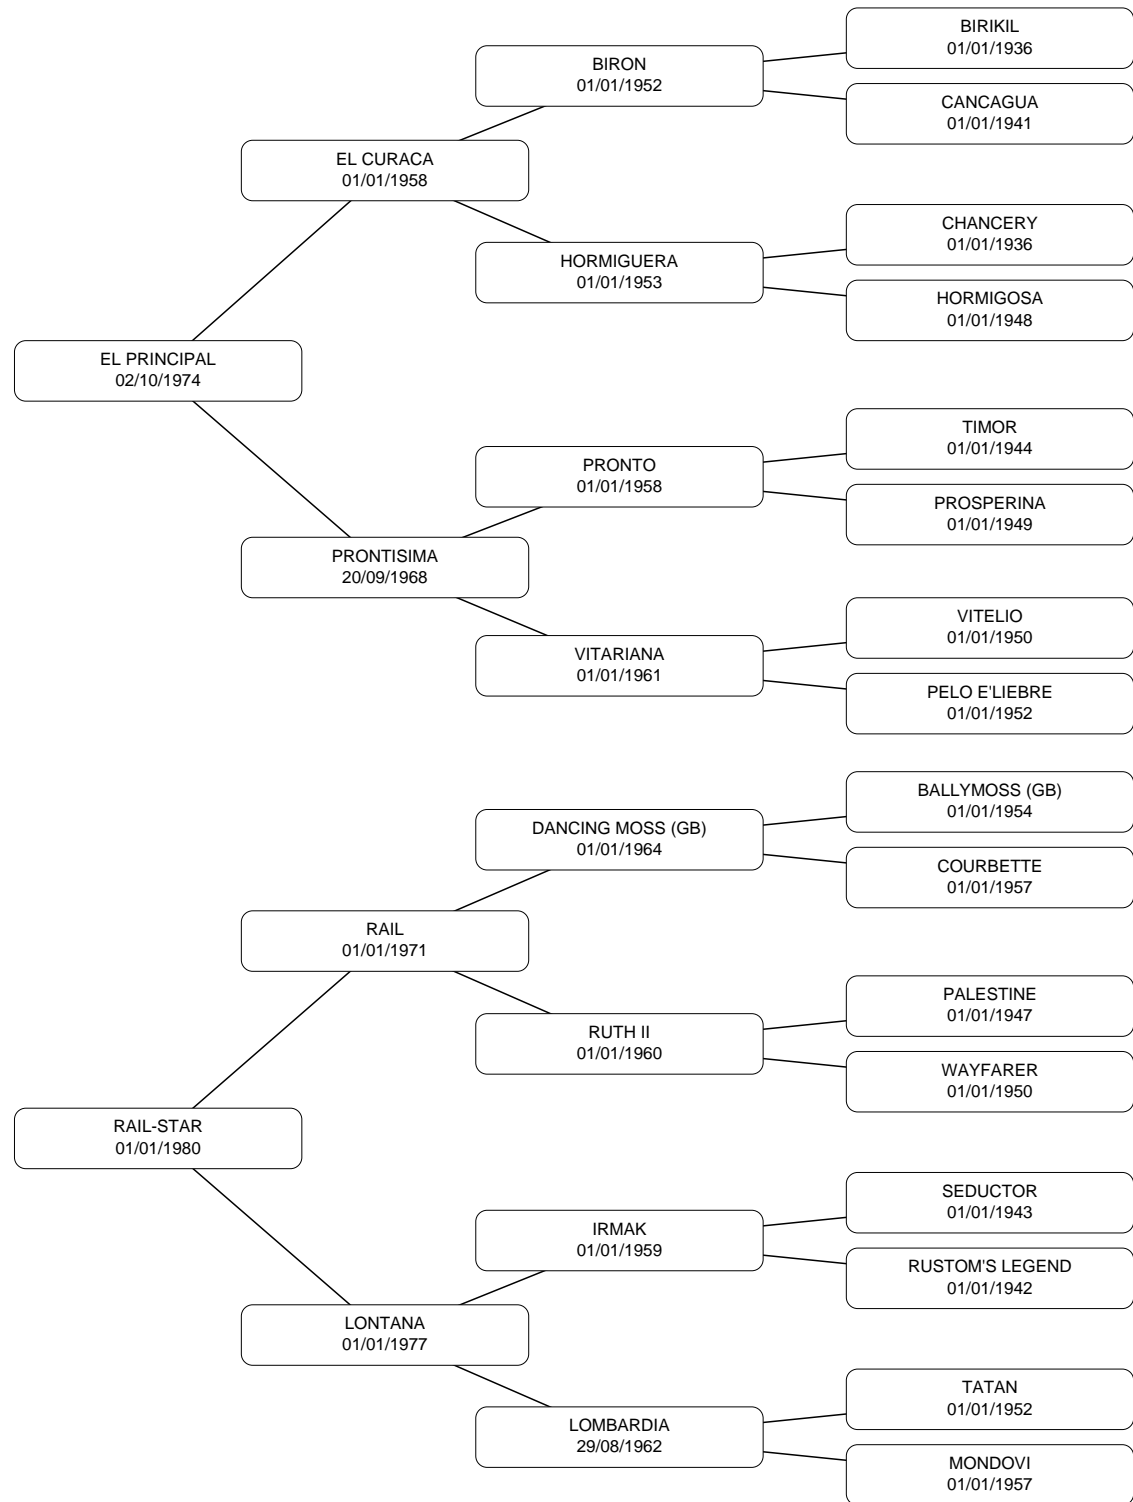 BIRIKIL
01/01/1936
BIRON
01/01/1952
CANCAGUA
01/01/1941
EL CURACA
01/01/1958
CHANCERY
01/01/1936
HORMIGUERA
01/01/1953
HORMIGOSA
01/01/1948
EL PRINCIPAL
02/10/1974
TIMOR
01/01/1944
PRONTO
01/01/1958
PROSPERINA
01/01/1949
PRONTISIMA
20/09/1968
VITELIO
01/01/1950
VITARIANA
01/01/1961
PELO E'LIEBRE
01/01/1952
BALLYMOSS (GB)
01/01/1954
DANCING MOSS (GB)
01/01/1964
COURBETTE
01/01/1957
RAIL
01/01/1971
PALESTINE
01/01/1947
RUTH II
01/01/1960
WAYFARER
01/01/1950
RAIL-STAR
01/01/1980
SEDUCTOR
01/01/1943
IRMAK
01/01/1959
RUSTOM'S LEGEND
01/01/1942
LONTANA
01/01/1977
TATAN
01/01/1952
LOMBARDIA
29/08/1962
MONDOVI
01/01/1957